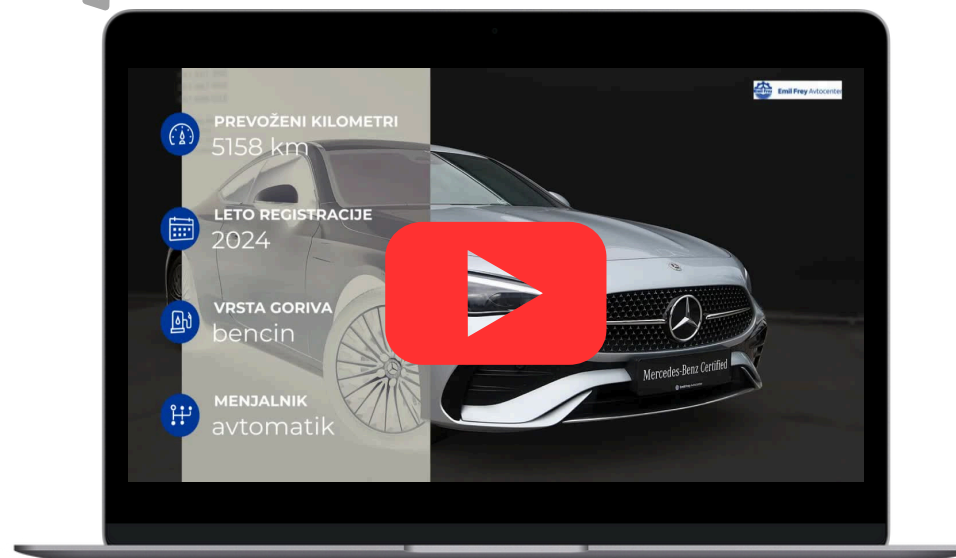 PREVOŽENI KILOMETRI
5158 km
LETO REGISTRACIJE
2024
VRSTA GORIVA
bencin
MENJALNIK
avtomatik
Emil Frey Avtocenter
Mercedes-Benz Certified